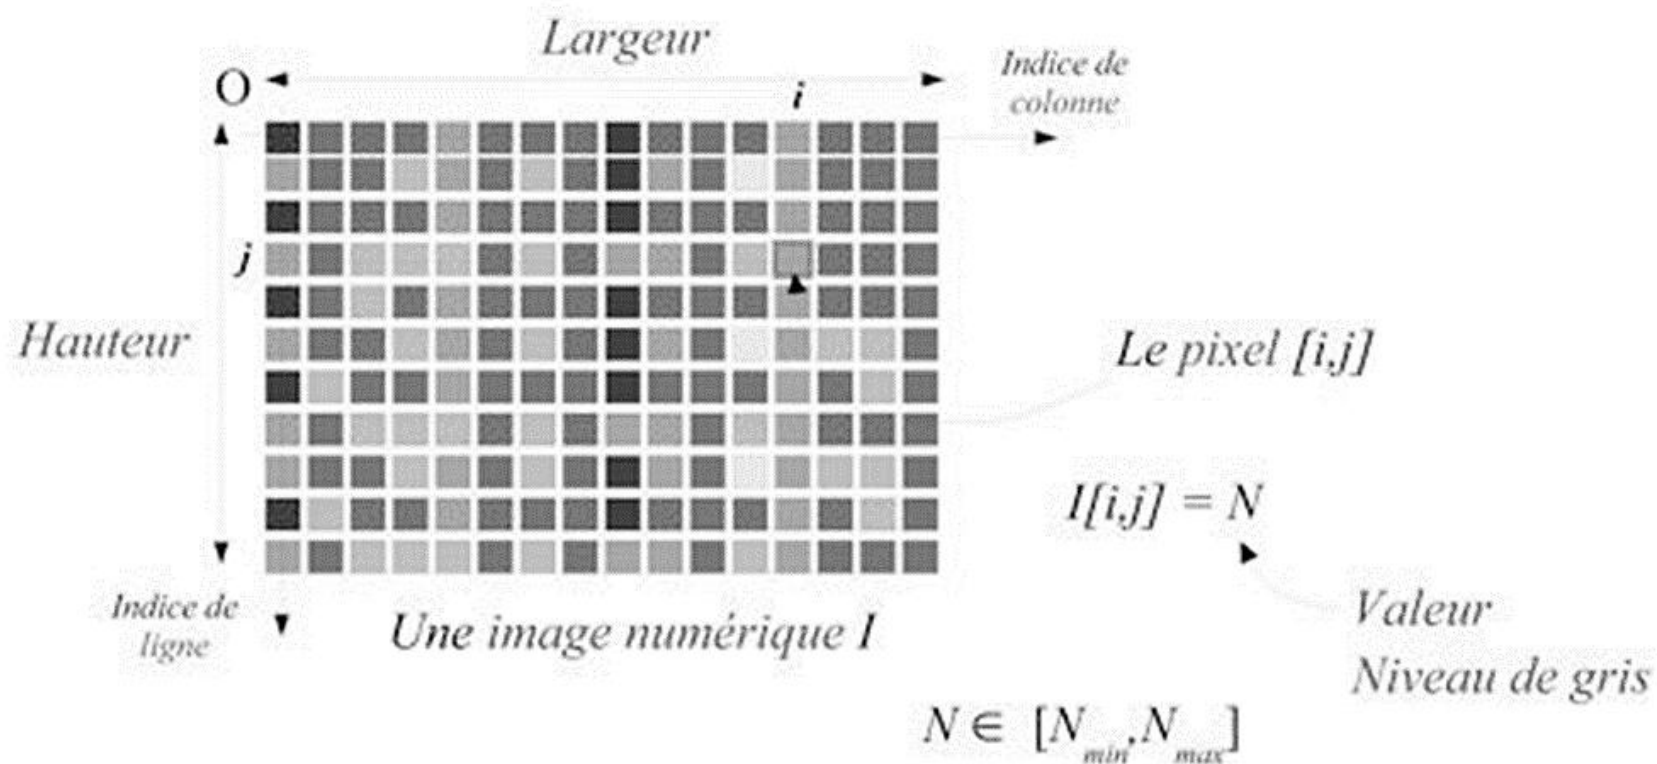 Largeur
O
i
Indice de
colonne
j
Hauteur
Le pixel [i,j]
I[i,j] = N
Indice de
ligne
Une image numérique I
Valeur
Niveau de gris
N ∈ [Nmin,Nmax]